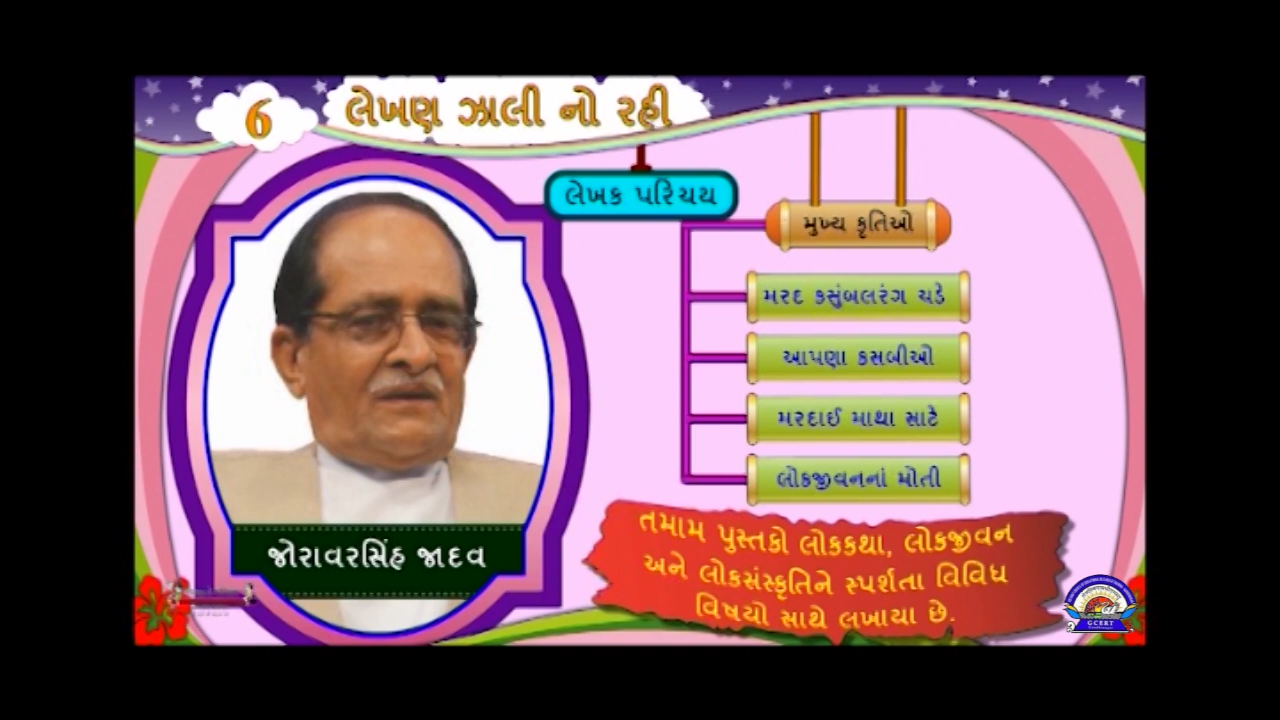 6 લેખણ ઝાલી નો રહી
લેખક પરિચય
મુખ્ય કૃતિઓ
મરદ કસુંબલરંગ ચડે
આપણા કસબીઓ
મરદાઈ માથા સાટે
લોકજીવનનાં મોતી
જોરાવરસિંહ જાદવ
તમામ પુસ્તકો લોકકથા, લોકજીવન
અને લોકસંસ્કૃતિને સ્પર્શતા વિવિધ
વિષયો સાથે લખાયા છે.
GCERT